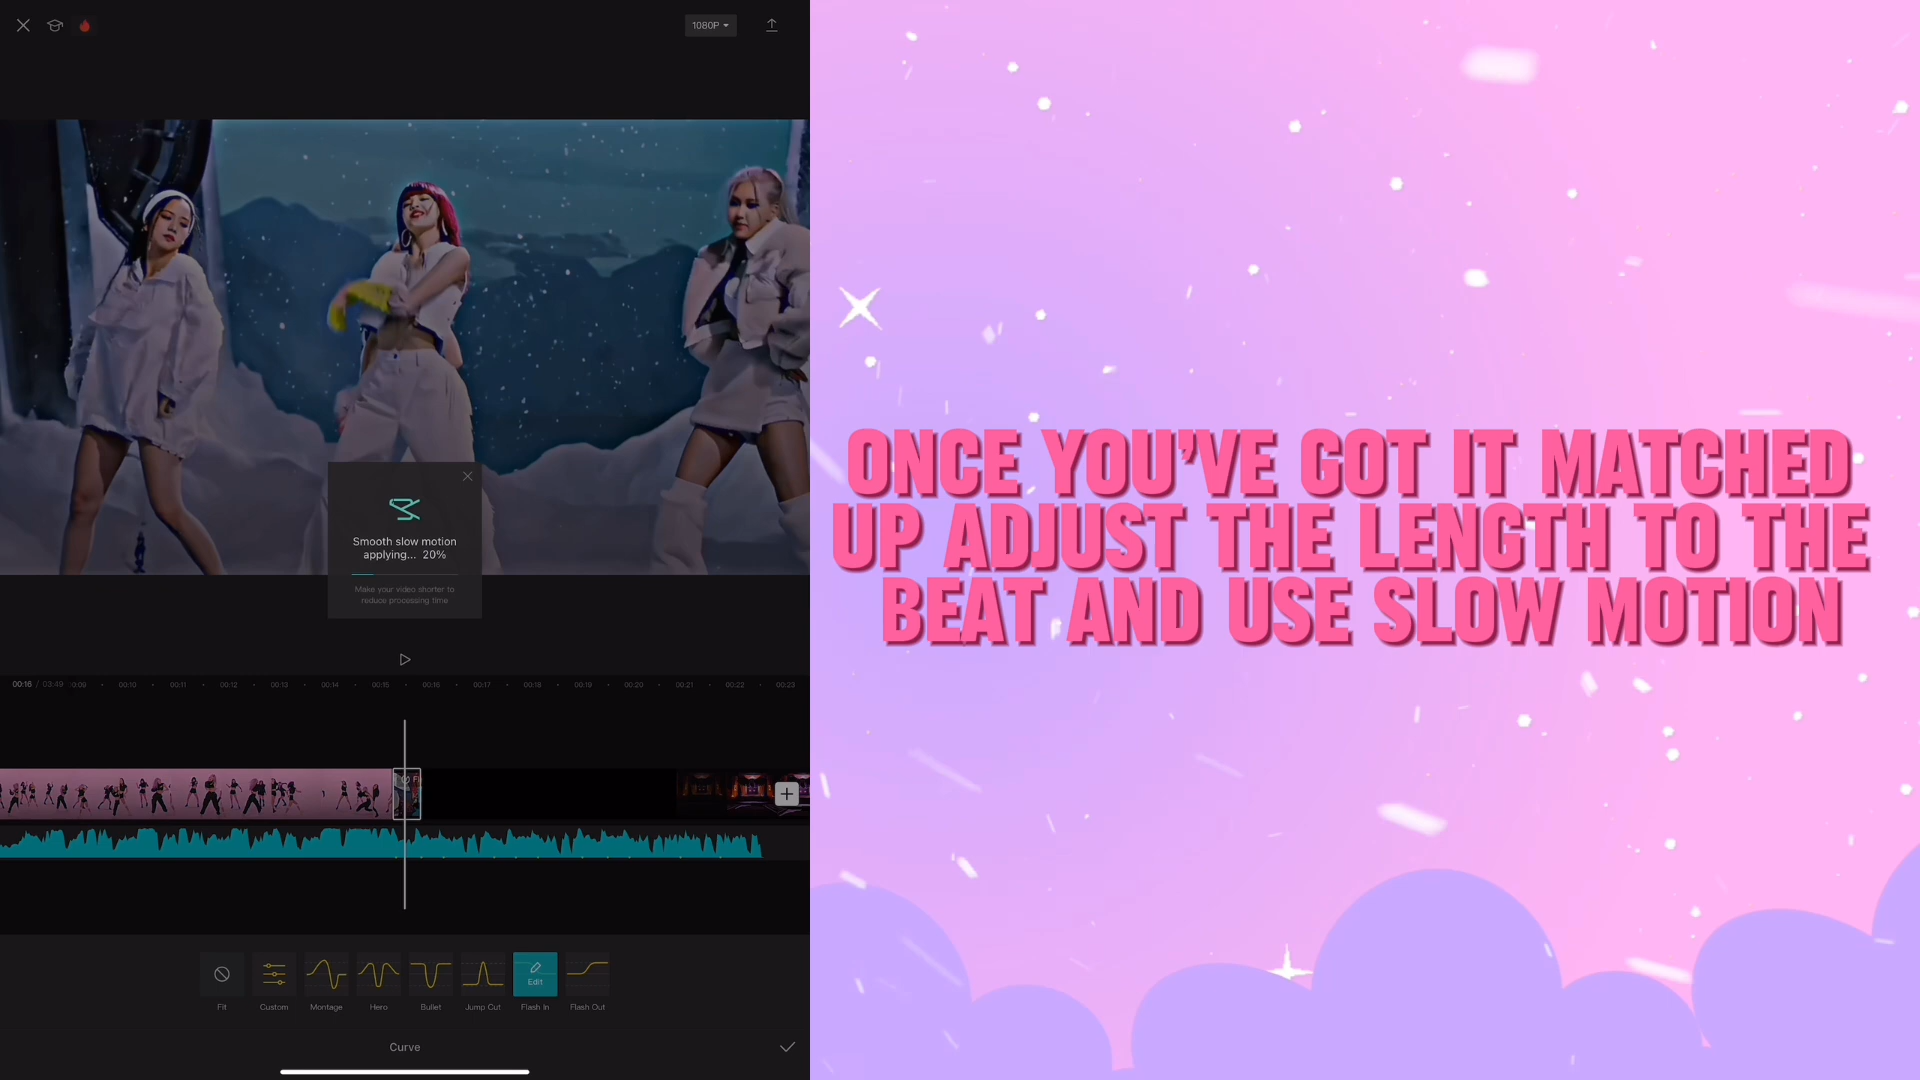 1080P
ONCE YOU'VE GOT IT MATCHED
UP ADJUST THE LENGTH TO THE
BEAT AND USE SLOW MOTION
Smooth slow motion
applying... 20%
Make your video shorter to
reduce processing time
00:16 / 03:49 0:09 00:10 00:11 00:12 00:13 00:14 00:15 00:16 00:17 00:18 00:19 00:20 00:21 00:22 00:23
Edit
Fit Custom Montage Hero Bullet Jump Cut Flash In Flash Out
Curve